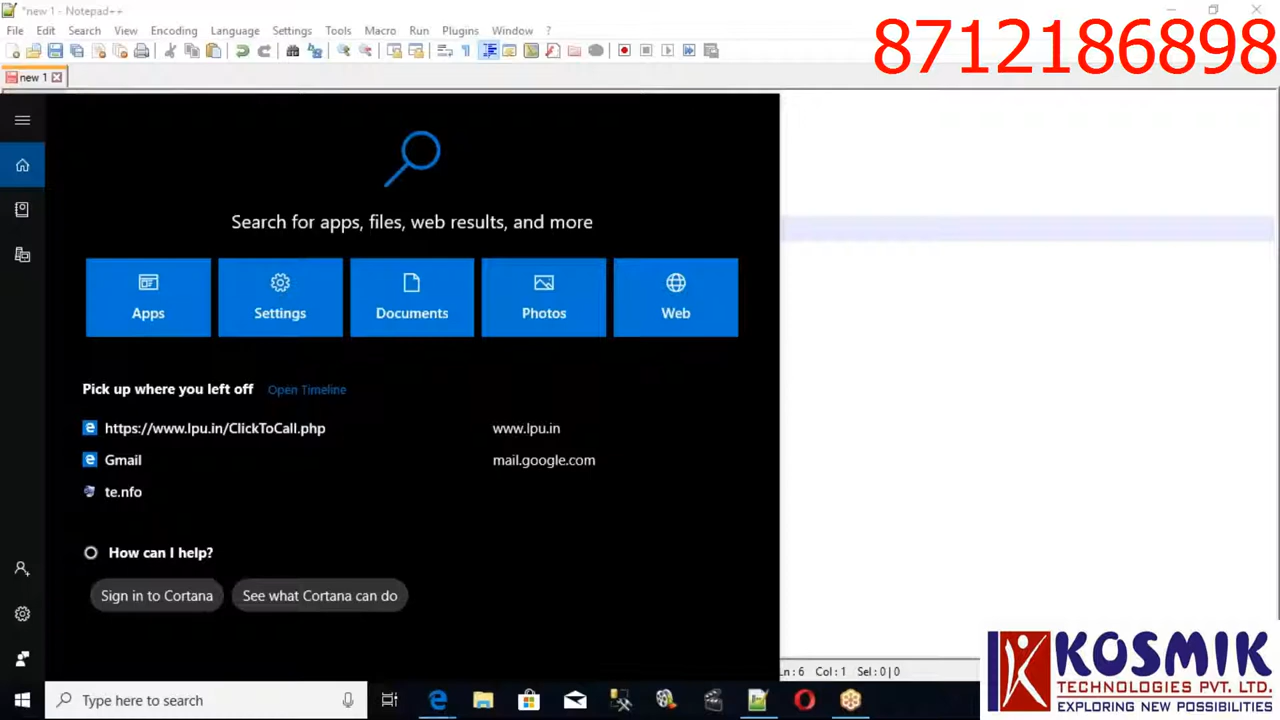 *new 1 - Notepad++
File Edit Search View Encoding Language Settings Tools Macro Run Plugins Window ?
8712186898
new 1
Search for apps, files, web results, and more
Apps Settings Documents Photos Web
Pick up where you left off Open Timeline
https://www.lpu.in/ClickToCall.php www.lpu.in
Gmail mail.google.com
te.nfo
How can I help?
Sign in to Cortana See what Cortana can do
Ln : 6 Col : 1 Sel : 0 | 0
Type here to search
KOSMIK
TECHNOLOGIES PVT. LTD.
EXPLORING NEW POSSIBILITIES